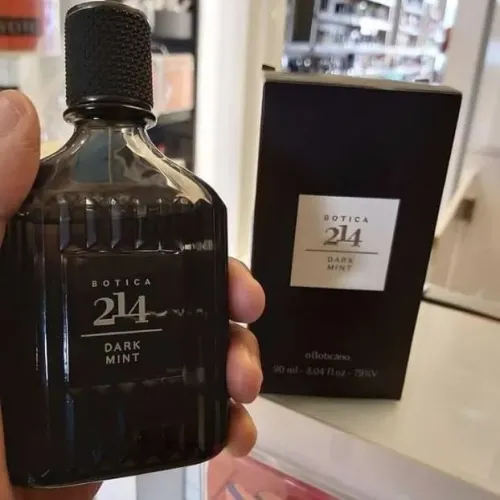 BOTICA
214
DARK
MINT
BOTICA
214
DARK
MINT
oBoticário
90 ml - 3,04 fl.oz - 79%V